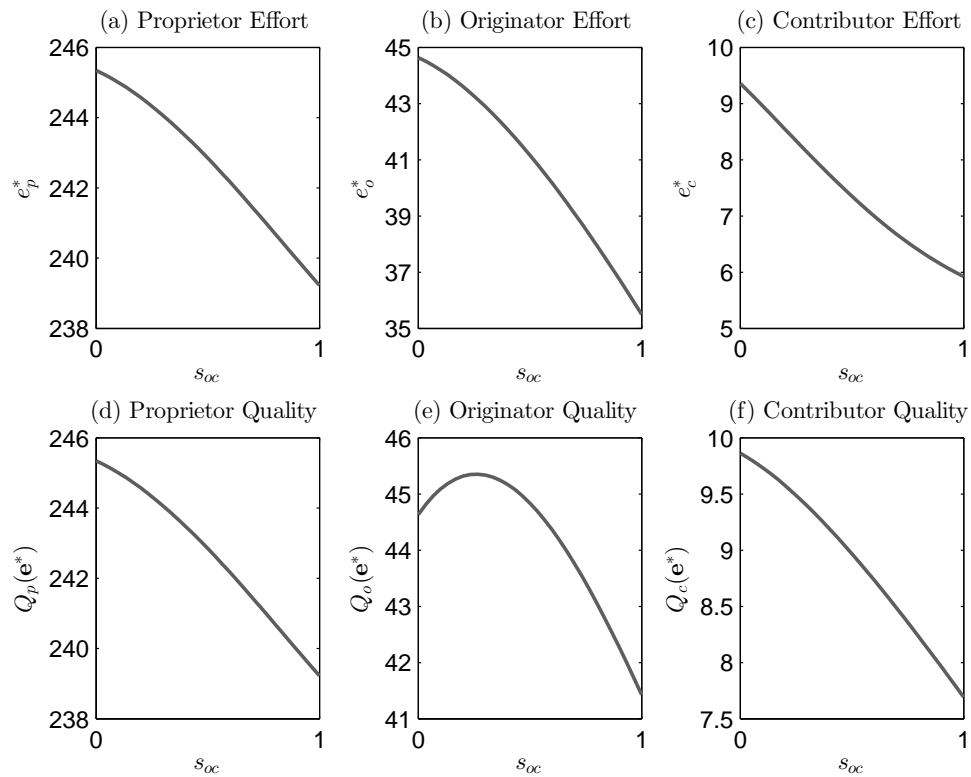 (a) Proprietor Effort
246
244
242
240
238
e*p
0
1
soc
(b) Originator Effort
45
43
41
39
37
35
e*o
0
1
soc
(c) Contributor Effort
10
9
8
7
6
5
e*c
0
1
soc
(d) Proprietor Quality
246
244
242
240
238
Qp(e*)
0
1
soc
(e) Originator Quality
46
45
44
43
42
41
Qo(e*)
0
1
soc
(f) Contributor Quality
10
9.5
9
8.5
8
7.5
Qc(e*)
0
1
soc